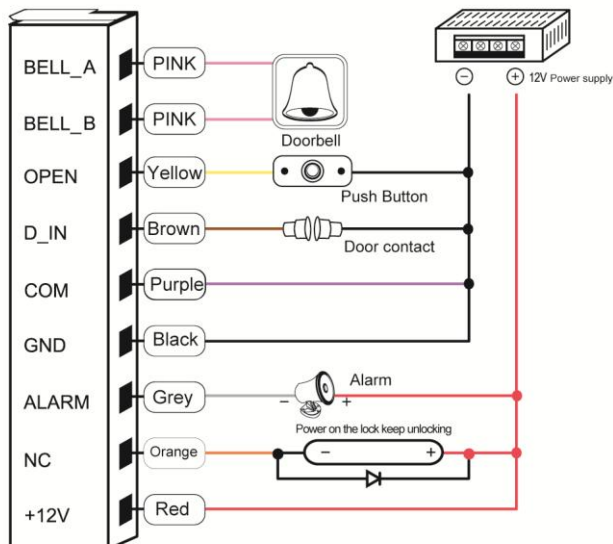 − + 12V Power supply
BELL_A PINK
BELL_B PINK
Doorbell
OPEN Yellow
Push Button
D_IN Brown
Door contact
COM Purple
GND Black
Alarm
ALARM Grey − +
Power on the lock keep unlocking
NC Orange − +
+12V Red